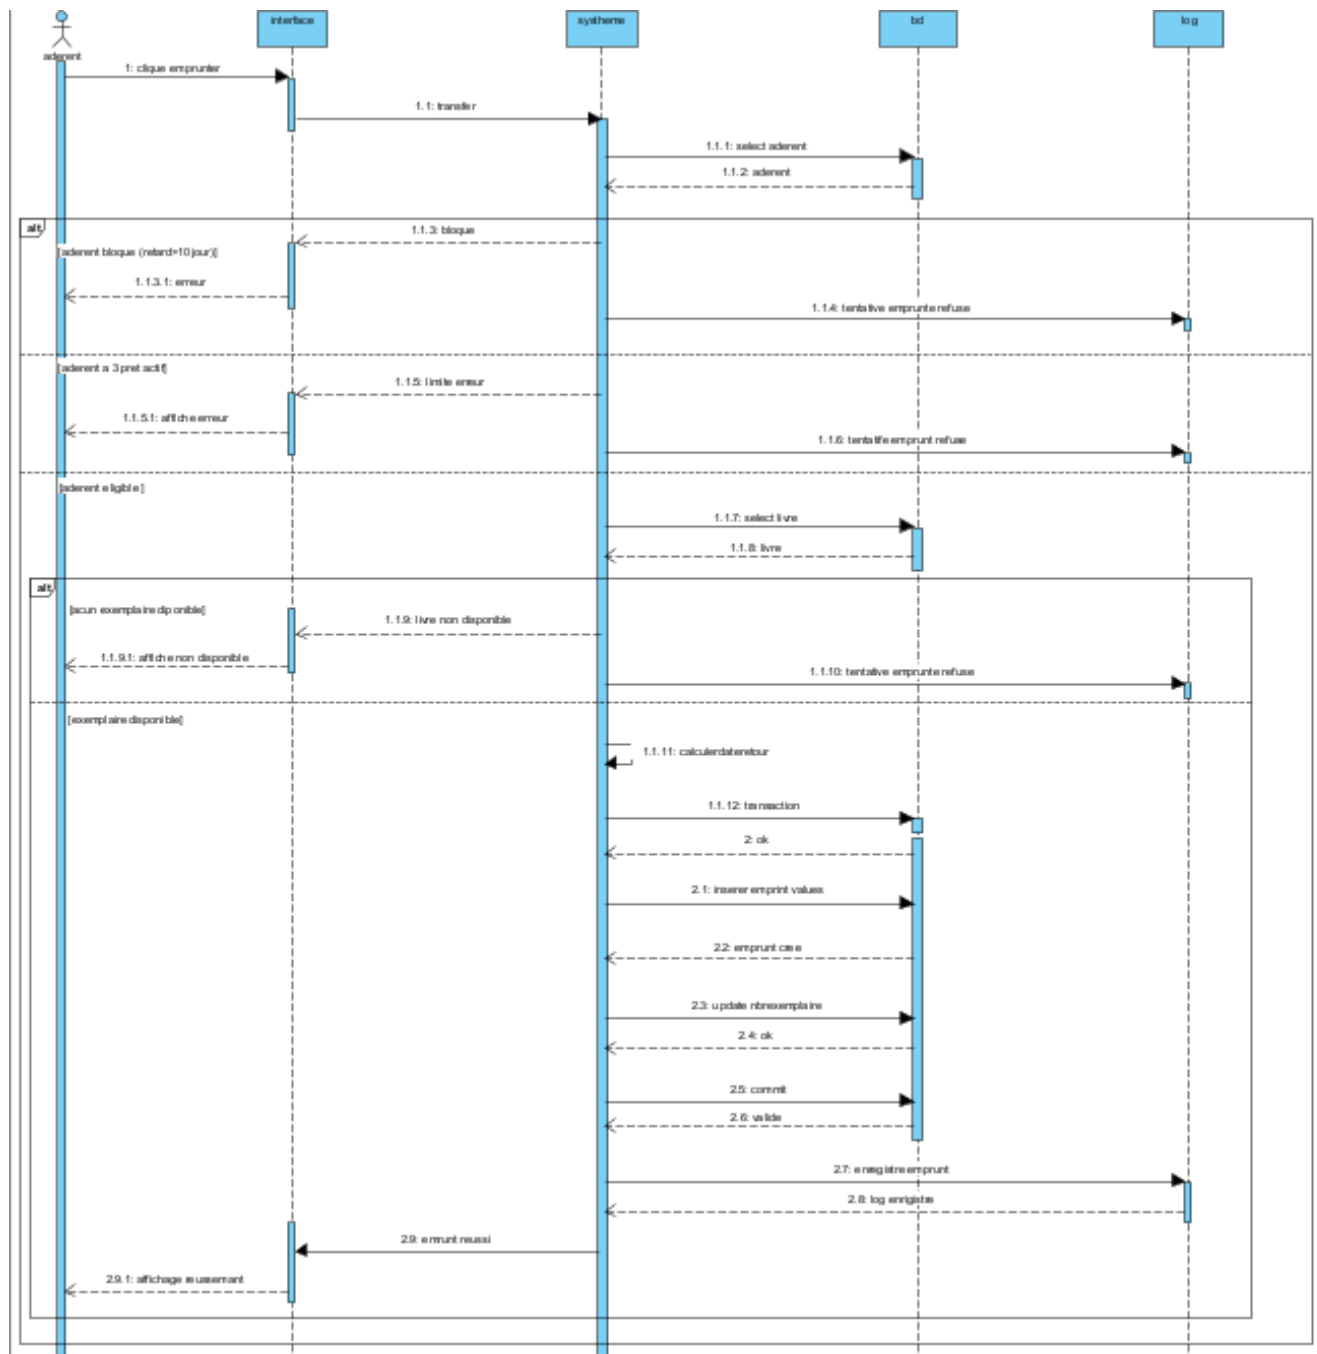 interface
systheme
bd
log
aderent
1: clique emprunter
1.1: transfer
1.1.1: select aderent
1.1.2: aderent
alt
1.1.3: bloque
[aderent bloque (retard>10 jour)]
1.1.3.1: erreur
1.1.4: tentative emprunte refuse
[aderent a 3 pret actif]
1.1.5: limite erreur
1.1.5.1: affiche erreur
1.1.6: tentatife emprunt refuse
[aderent eligible ]
1.1.7: select livre
1.1.8: livre
alt
[acun exemplaire diponible]
1.1.9: livre non disponible
1.1.9.1: affiche non disponible
1.1.10: tentative emprunte refuse
[exemplaire disponible]
1.1.11: calculerdateretour
1.1.12: transaction
2: ok
2.1: inserer emprint values
2.2: emprunt cree
2.3: update nbrexemplaire
2.4: ok
2.5: commit
2.6: valide
2.7: enregistre emprunt
2.8: log enrigistre
2.9: emrunt reussi
2.9.1: affichage